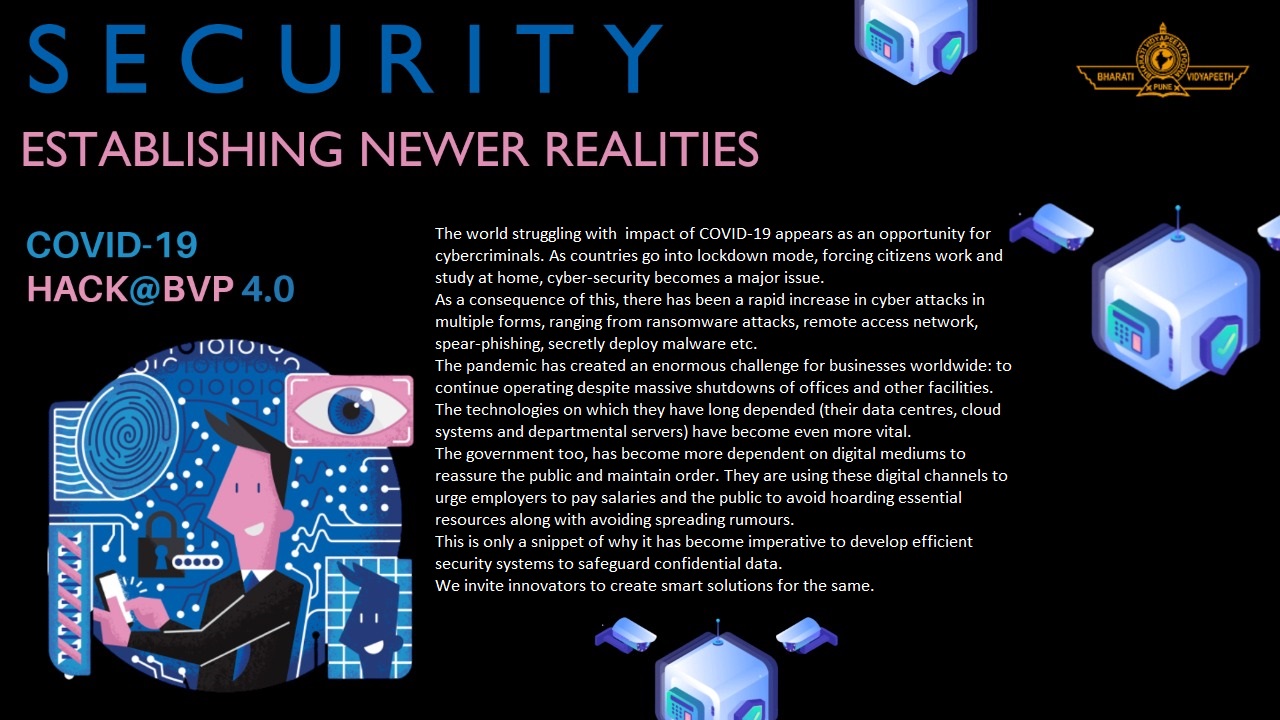 S E C U R I T Y
ESTABLISHING NEWER REALITIES
BHARATI VIDYAPEETH
PUNE
COVID-19
HACK@BVP 4.0
The world struggling with  impact of COVID-19 appears as an opportunity for
cybercriminals. As countries go into lockdown mode, forcing citizens work and
study at home, cyber-security becomes a major issue.
As a consequence of this, there has been a rapid increase in cyber attacks in
multiple forms, ranging from ransomware attacks, remote access network,
spear-phishing, secretly deploy malware etc.
The pandemic has created an enormous challenge for businesses worldwide: to
continue operating despite massive shutdowns of offices and other facilities.
The technologies on which they have long depended (their data centres, cloud
systems and departmental servers) have become even more vital.
The government too, has become more dependent on digital mediums to
reassure the public and maintain order. They are using these digital channels to
urge employers to pay salaries and the public to avoid hoarding essential
resources along with avoiding spreading rumours.
This is only a snippet of why it has become imperative to develop efficient
security systems to safeguard confidential data.
We invite innovators to create smart solutions for the same.